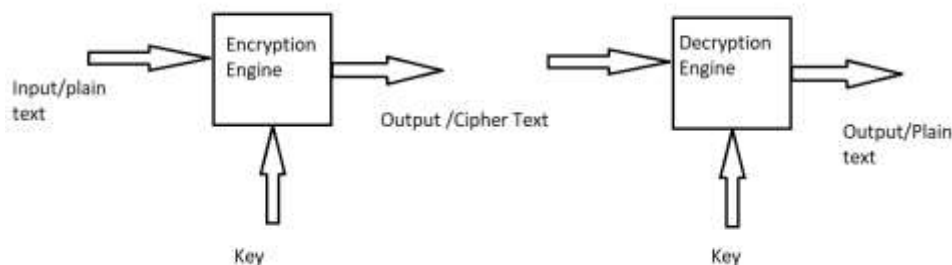 Encryption
Engine
Input/plain
text
Output /Cipher Text
Key
Decryption
Engine
Output/Plain
text
Key